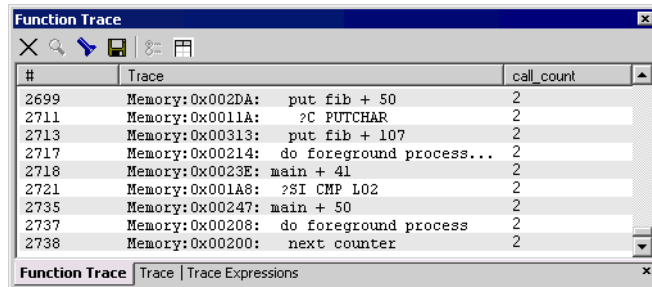 Function Trace
# Trace call_count
2699 Memory:0x002DA: put fib + 50 2
2711 Memory:0x0011A: ?C PUTCHAR 2
2713 Memory:0x00313: put fib + 107 2
2717 Memory:0x00214: do foreground process... 2
2718 Memory:0x0023E: main + 41 2
2721 Memory:0x001A8: ?SI CMP L02 2
2735 Memory:0x00247: main + 50 2
2737 Memory:0x00208: do foreground process 2
2738 Memory:0x00200: next counter 2
Function Trace Trace Trace Expressions